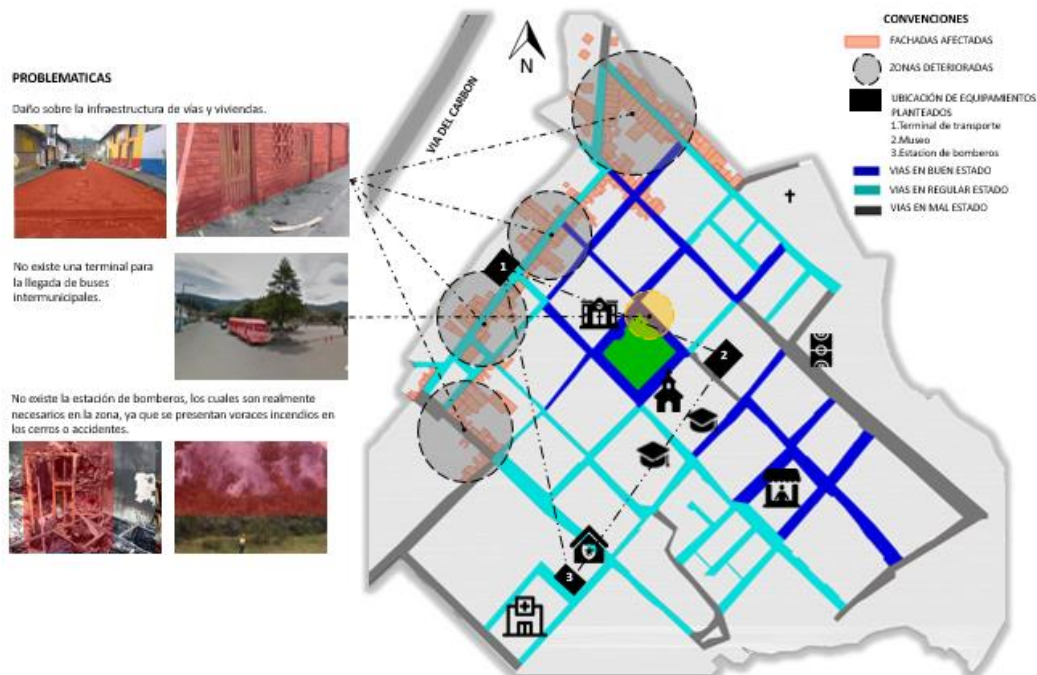 PROBLEMATICAS
Daño sobre la infraestructura de vías y viviendas.
No existe una terminal para
la llegada de buses
intermunicipales.
No existe la estación de bomberos, los cuales son realmente
necesarios en la zona, ya que se presentan voraces incendios en
los cerros o accidentes.
VIA DEL CARBON
N
1
2
3
CONVENCIONES
FACHADAS AFECTADAS
ZONAS DETERIORADAS
UBICACIÓN DE EQUIPAMIENTOS
PLANTEADOS
1.Terminal de transporte
2.Museo
3.Estacion de bomberos
VIAS EN BUEN ESTADO
VIAS EN REGULAR ESTADO
VIAS EN MAL ESTADO